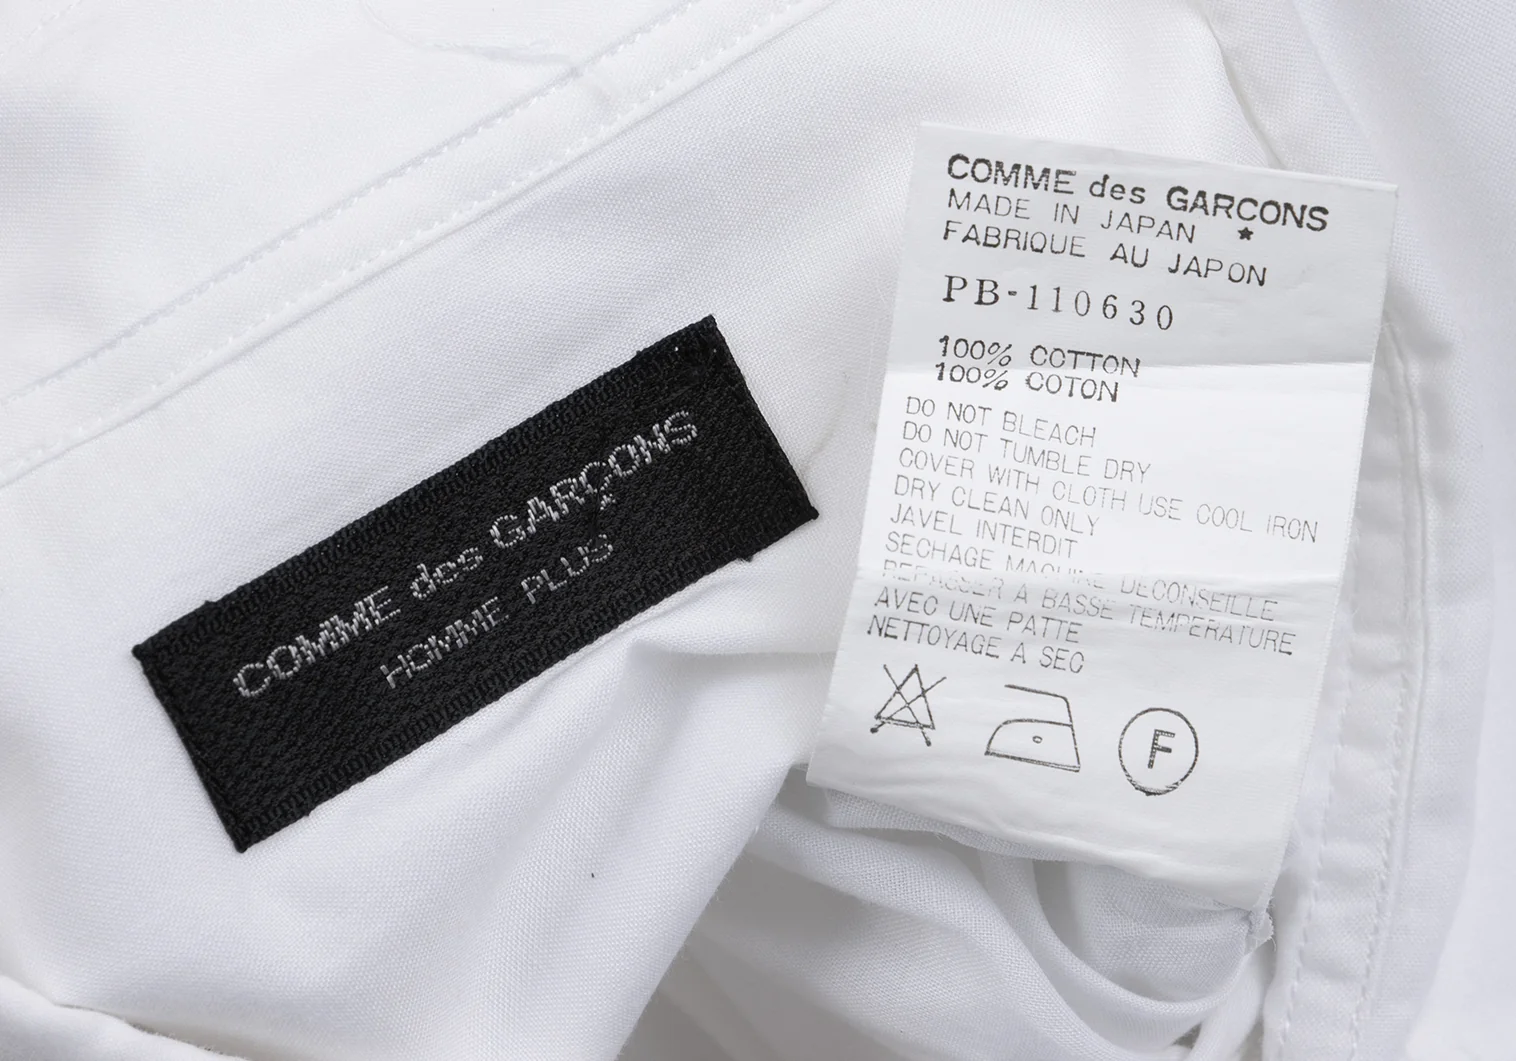 COMME des GARÇONS
HOMME PLUS
COMME des GARCONS
MADE IN JAPAN ★
FABRIQUE AU JAPON
PB-110630
100% COTTON
100% COTON
DO NOT BLEACH
DO NOT TUMBLE DRY
COVER WITH CLOTH USE COOL IRON
DRY CLEAN ONLY
JAVEL INTERDIT
SECHAGE MACHINE DECONSEILLE
REPASSER A BASSE TEMPERATURE
AVEC UNE PATTE
NETTOYAGE A SEC
F